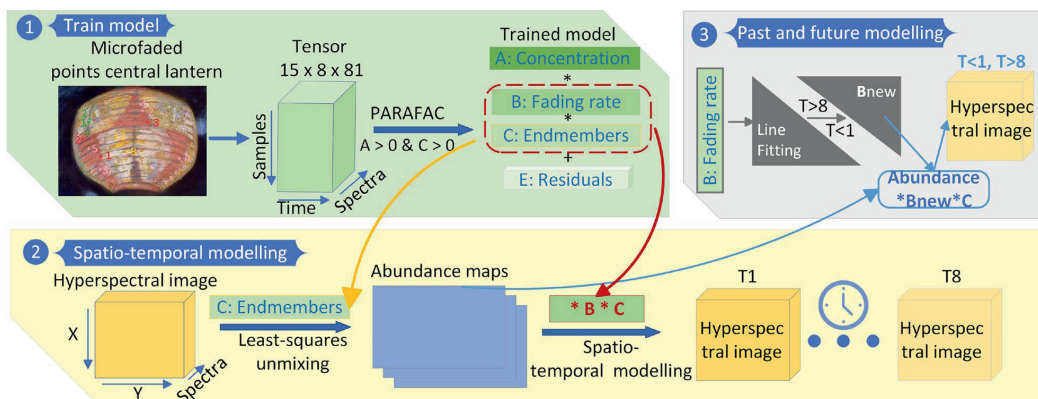 1 Train model
Microfaded
points central lantern
Tensor
15 x 8 x 81
Samples
Time
Spectra
PARAFAC
A > 0 & C > 0
Trained model
A: Concentration
*
B: Fading rate
*
C: Endmembers
+
E: Residuals
3 Past and future modelling
B: Fading rate
Line
Fitting
T>8
T<1
Bnew
T<1, T>8
Hyperspec
tral image
Abundance
*Bnew*C
2 Spatio-temporal modelling
Hyperspectral image
X
Y
Spectra
C: Endmembers
Least-squares
unmixing
Abundance maps
* B * C
Spatio-
temporal modelling
T1
Hyperspec
tral image
T8
Hyperspec
tral image